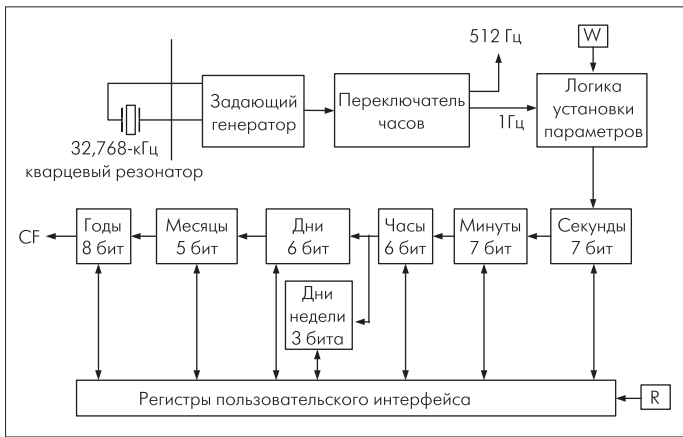 512 Гц
W
Задающий
генератор
Переключатель
часов
1Гц
Логика
установки
параметров
32,768-кГц
кварцевый резонатор
CF
Годы
8 бит
Месяцы
5 бит
Дни
6 бит
Часы
6 бит
Минуты
7 бит
Секунды
7 бит
Дни
недели
3 бита
Регистры пользовательского интерфейса
R